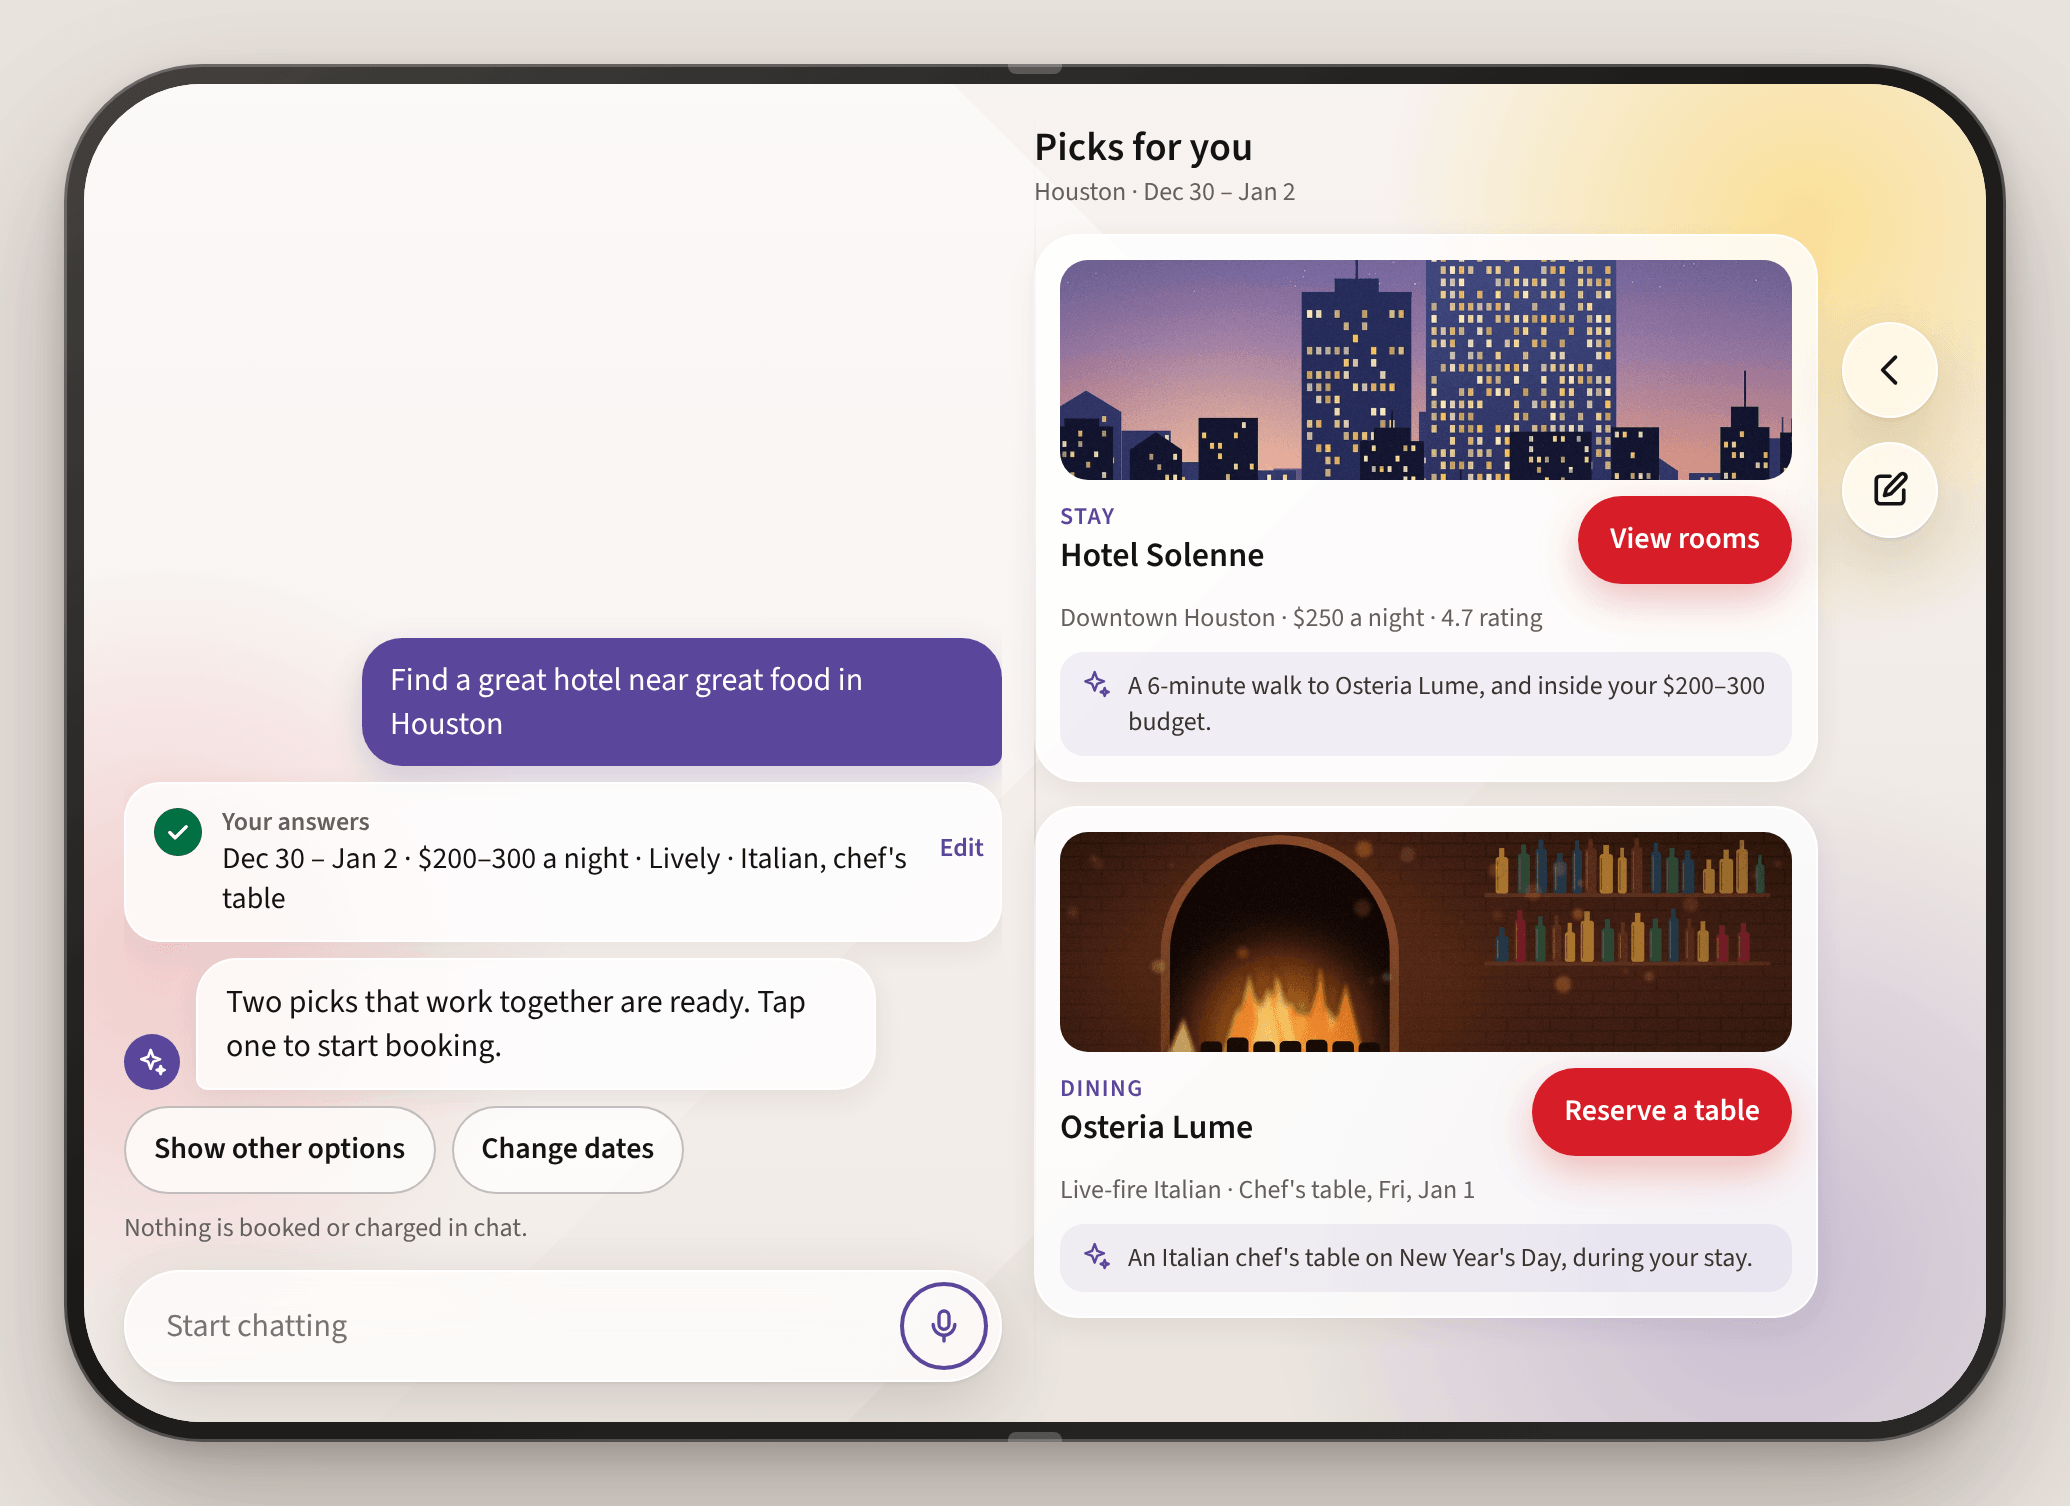 Find a great hotel near great food in
Houston
Your answers
Dec 30 – Jan 2 · $200–300 a night · Lively · Italian, chef's
table
Edit
Two picks that work together are ready. Tap
one to start booking.
Show other options
Change dates
Nothing is booked or charged in chat.
Start chatting
Picks for you
Houston · Dec 30 – Jan 2
STAY
Hotel Solenne
View rooms
Downtown Houston · $250 a night · 4.7 rating
A 6-minute walk to Osteria Lume, and inside your $200–300
budget.
DINING
Osteria Lume
Reserve a table
Live-fire Italian · Chef's table, Fri, Jan 1
An Italian chef's table on New Year's Day, during your stay.